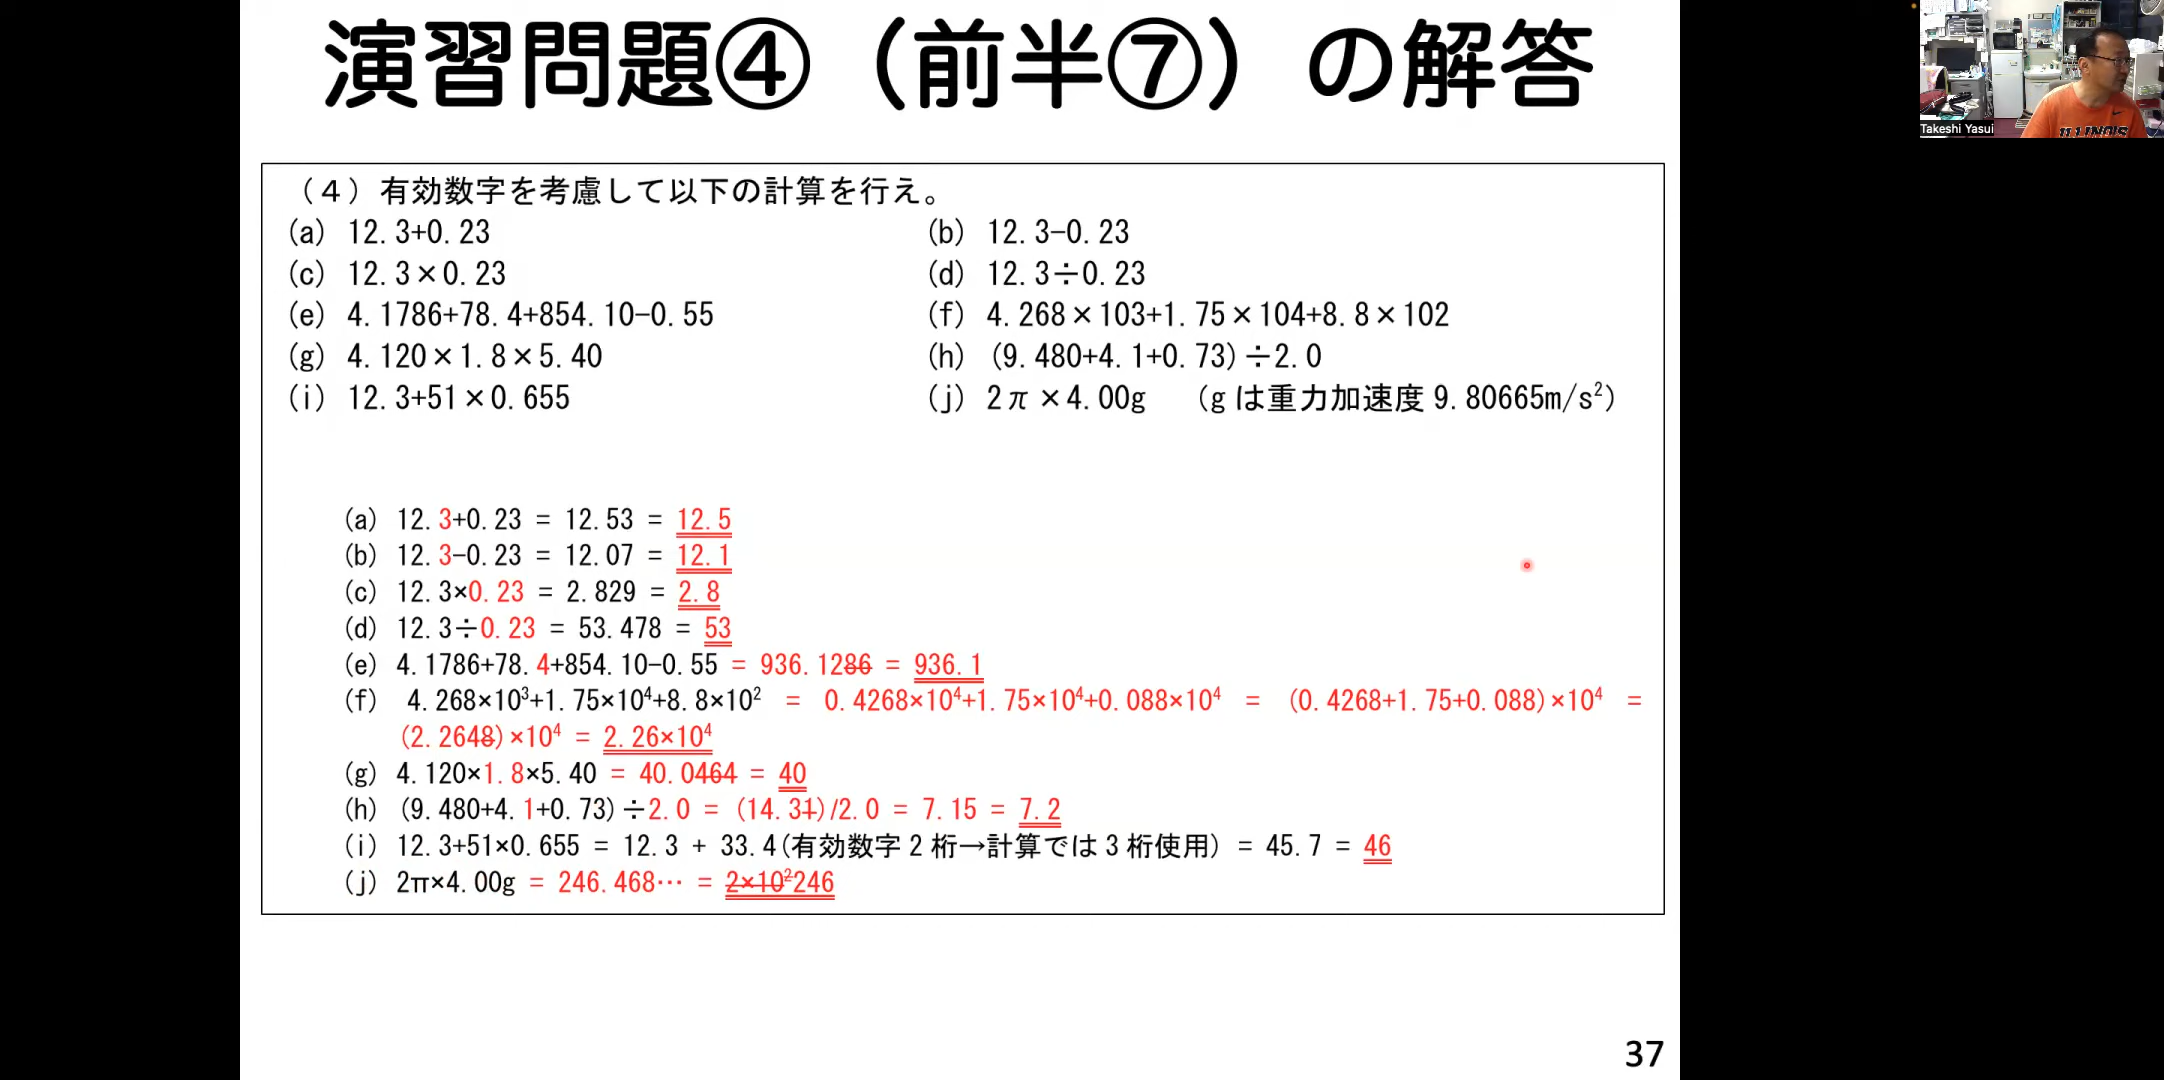 演習問題④（前半⑦）の解答
Takeshi Yasui
ILLINOIS
（４）有効数字を考慮して以下の計算を行え。
(a) 12.3+0.23
(b) 12.3−0.23
(c) 12.3×0.23
(d) 12.3÷0.23
(e) 4.1786+78.4+854.10−0.55
(f) 4.268×103+1.75×104+8.8×102
(g) 4.120×1.8×5.40
(h) (9.480+4.1+0.73)÷2.0
(i) 12.3+51×0.655
(j) 2π×4.00g （g は重力加速度 9.80665m/s²）
(a) 12.3+0.23 = 12.53 = 12.5
(b) 12.3−0.23 = 12.07 = 12.1
(c) 12.3×0.23 = 2.829 = 2.8
(d) 12.3÷0.23 = 53.478 = 53
(e) 4.1786+78.4+854.10−0.55 = 936.1286 = 936.1
(f) 4.268×10³+1.75×10⁴+8.8×10² = 0.4268×10⁴+1.75×10⁴+0.088×10⁴ = (0.4268+1.75+0.088)×10⁴ =
(2.2648)×10⁴ = 2.26×10⁴
(g) 4.120×1.8×5.40 = 40.0464 = 40
(h) (9.480+4.1+0.73)÷2.0 = (14.31)/2.0 = 7.15 = 7.2
(i) 12.3+51×0.655 = 12.3 + 33.4(有効数字２桁→計算では３桁使用) = 45.7 = 46
(j) 2π×4.00g = 246.468… = 2×10²246
37